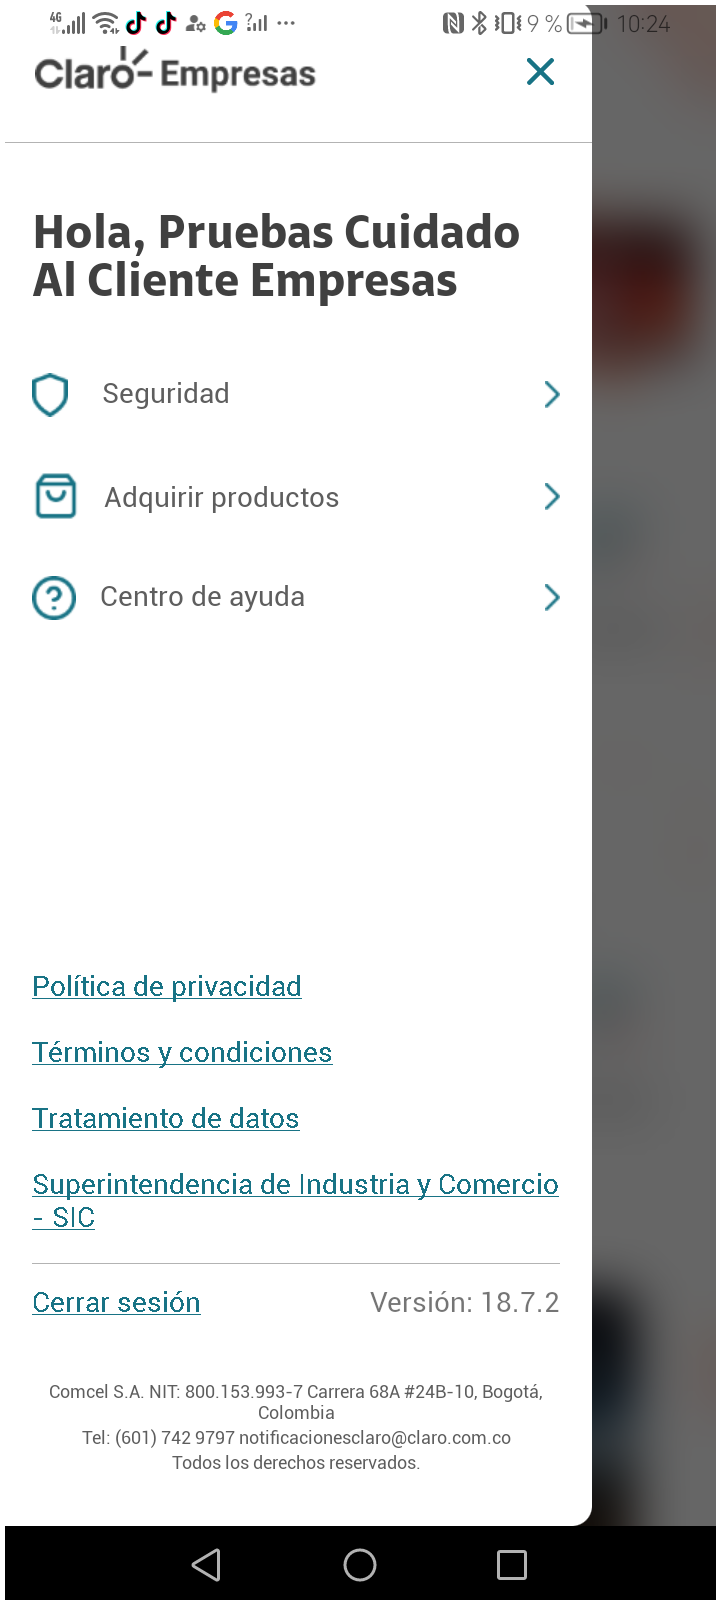 4G ? 9 % 10:24
Claro Empresas
Hola, Pruebas Cuidado
Al Cliente Empresas
Seguridad
Adquirir productos
Centro de ayuda
Política de privacidad
Términos y condiciones
Tratamiento de datos
Superintendencia de Industria y Comercio
- SIC
Cerrar sesión Versión: 18.7.2
Comcel S.A. NIT: 800.153.993-7 Carrera 68A #24B-10, Bogotá,
Colombia
Tel: (601) 742 9797 notificacionesclaro@claro.com.co
Todos los derechos reservados.